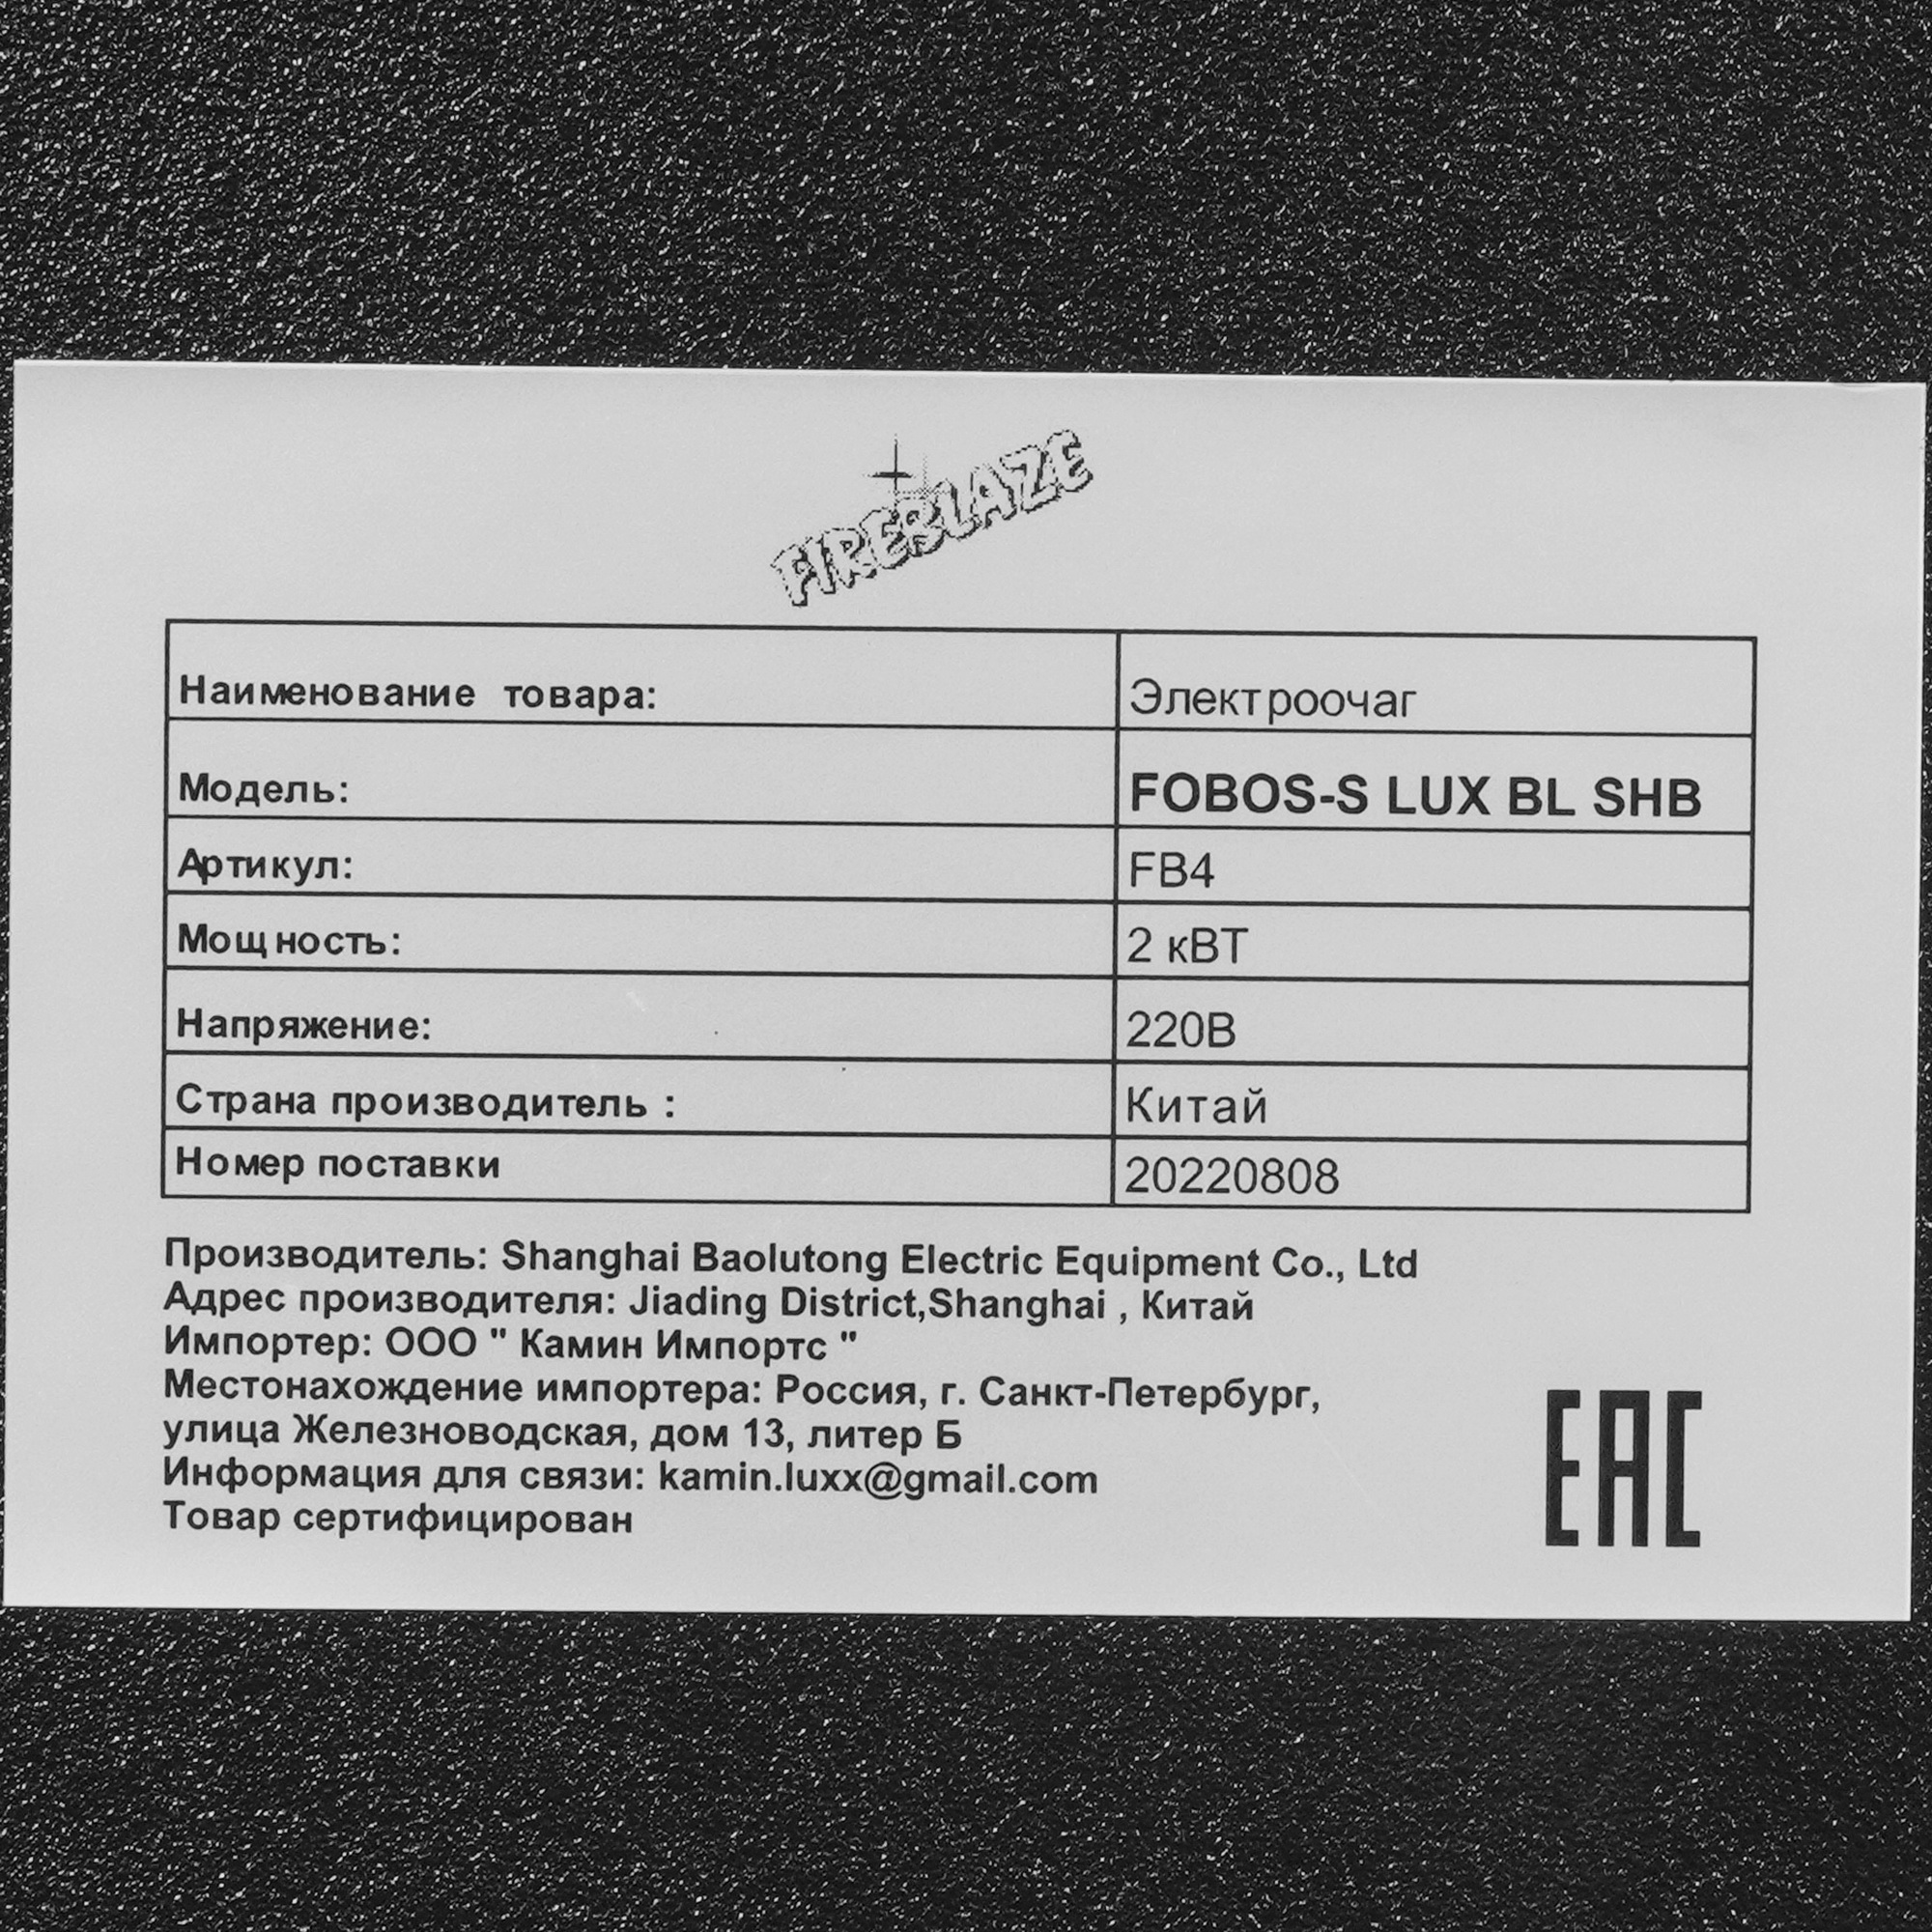 FIREBLAZE
Наименование товара: Электроочаг
Модель: FOBOS-S LUX BL SHB
Артикул: FB4
Мощность: 2 кВТ
Напряжение: 220В
Страна производитель : Китай
Номер поставки 20220808
Производитель: Shanghai Baolutong Electric Equipment Co., Ltd
Адрес производителя: Jiading District,Shanghai , Китай
Импортер: ООО " Камин Импортс "
Местонахождение импортера: Россия, г. Санкт-Петербург,
улица Железноводская, дом 13, литер Б
Информация для связи: kamin.luxx@gmail.com
Товар сертифицирован
EAC